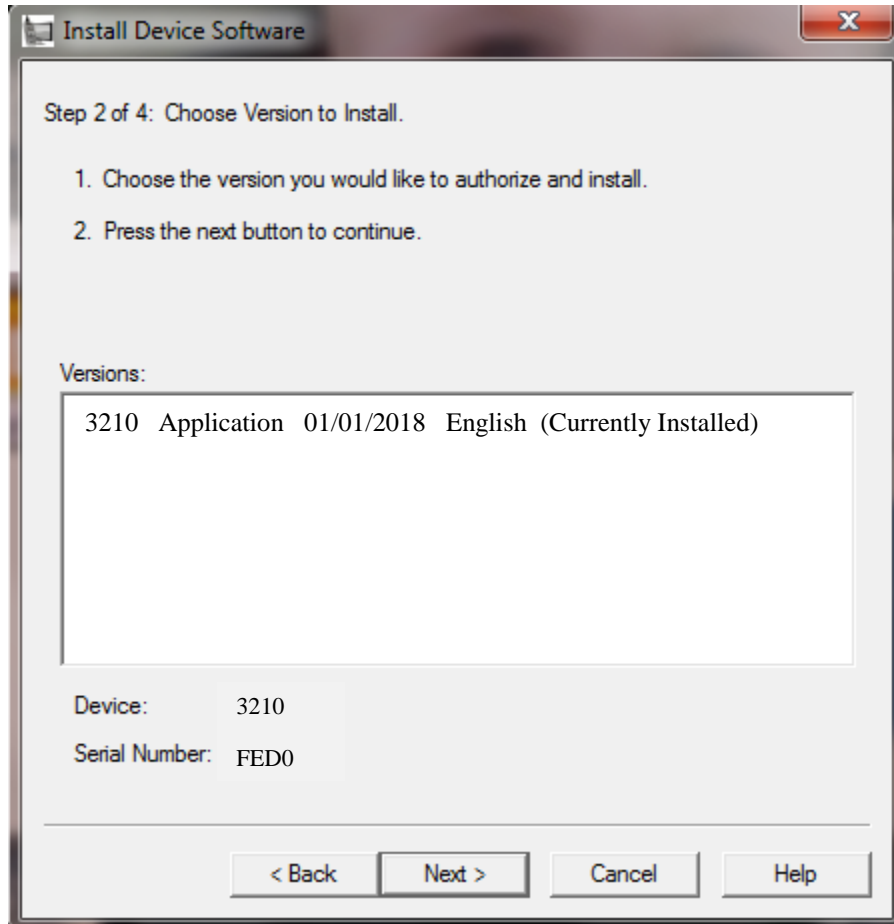 Install Device Software
Step 2 of 4: Choose Version to Install.
1. Choose the version you would like to authorize and install.
2. Press the next button to continue.
Versions:
3210 Application 01/01/2018 English (Currently Installed)
Device: 3210
Serial Number: FED0
< Back Next > Cancel Help